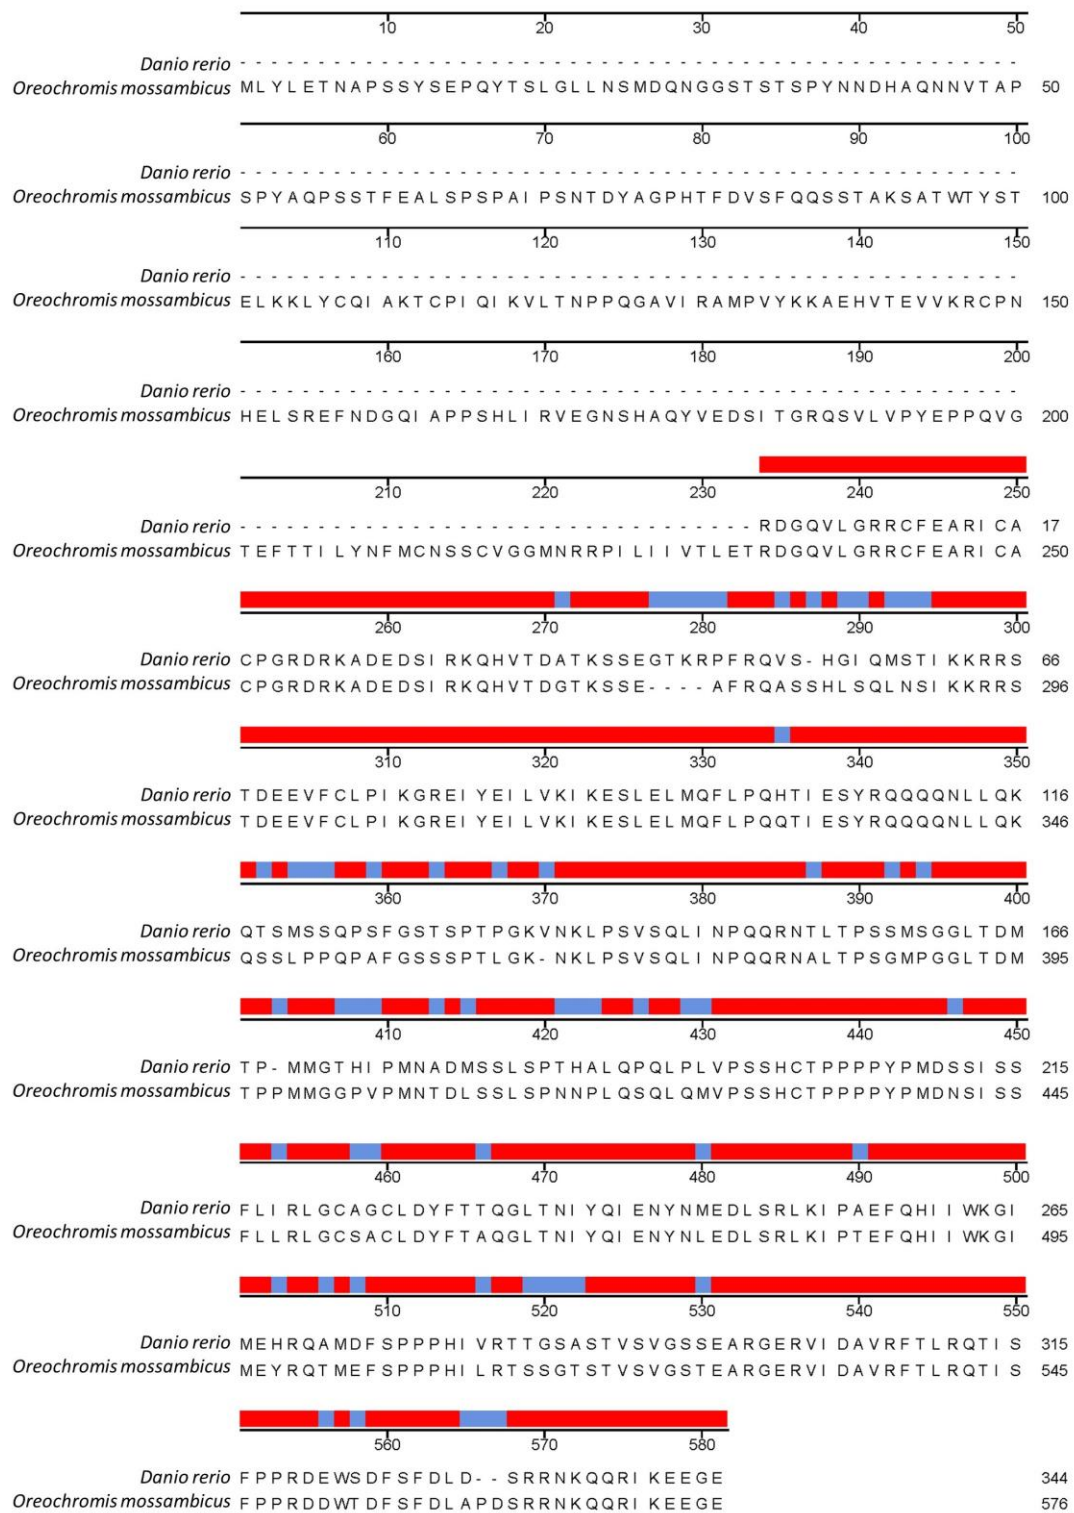 10 20 30 40 50
Danio rerio - - - - - - - - - - - - - - - - - - - - - - - - - - - - - - - - - - - - - - - - - - - - - - - - - -
Oreochromis mossambicus MLYLETNAPSSYSEPQYTSLGLLNSMDQNGGSTSTSPYNNDHAQNNVTAP 50
60 70 80 90 100
Danio rerio - - - - - - - - - - - - - - - - - - - - - - - - - - - - - - - - - - - - - - - - - - - - - - - - - -
Oreochromis mossambicus SPYAQPSSTFEALSPSPAIPSNTDYAGPHTFDVSFQQSSTAKSATWTYST 100
110 120 130 140 150
Danio rerio - - - - - - - - - - - - - - - - - - - - - - - - - - - - - - - - - - - - - - - - - - - - - - - - - -
Oreochromis mossambicus ELKKLYCQIAKTCPIQIKVLTNPPQGAVIRAMPVYKKAEHVTEVVKRCPN 150
160 170 180 190 200
Danio rerio - - - - - - - - - - - - - - - - - - - - - - - - - - - - - - - - - - - - - - - - - - - - - - - - - -
Oreochromis mossambicus HELSREFNDGQIAPPSHLIRVEGNSHAQYVEDSITGRQSVLVPYEPPQVG 200
210 220 230 240 250
Danio rerio - - - - - - - - - - - - - - - - - - - - - - - - - - - - - - - - - RDGQVLGRRCFEARICA 17
Oreochromis mossambicus TEFTTILYNFMCNSSCVGGMNRRPILIIVTLETRDGQVLGRRCFEARICA 250
260 270 280 290 300
Danio rerio CPGRDRKADEDSIRKQHVTDATKSSEGTKRPFRQVS-HGIQMSTIKKRRS 66
Oreochromis mossambicus CPGRDRKADEDSIRKQHVTDGTKSSE----AFRQASSHLSQLNSIKKRRS 296
310 320 330 340 350
Danio rerio TDEEVFCLPIKGREIYEILVKIKESLELMQFLPQHTIESYRQQQQNLLQK 116
Oreochromis mossambicus TDEEVFCLPIKGREIYEILVKIKESLELMQFLPQQTIESYRQQQQNLLQK 346
360 370 380 390 400
Danio rerio QTSMSSQPSFGSTSPTPGKVNKLPSVSQLINPQQRNTLTPSSMSGGLTDM 166
Oreochromis mossambicus QSSLPPQPAFGSSSPTLGK-NKLPSVSQLINPQQRNALTPSGMPGGLTDM 395
410 420 430 440 450
Danio rerio TP-MMGTHIPMNADMSSLSPTHALQPQLPLVPSSHCTPPPPYPMDSSISS 215
Oreochromis mossambicus TPPMMGGPVPMNTDLSSLSPNNPLQSQLQMVPSSHCTPPPPYPMDNSISS 445
460 470 480 490 500
Danio rerio FLIRLGCAGCLDYFTTQGLTNIYQIENYNMEDLSRLKIPAEFQHIIWKGI 265
Oreochromis mossambicus FLLRLGCSACLDYFTAQGLTNIYQIENYNLEDLSRLKIPTEFQHIIWKGI 495
510 520 530 540 550
Danio rerio MEHRQAMDFSPPPHIVRTTGSASTVSVGSSEARGERVIDAVRFTLRQTIS 315
Oreochromis mossambicus MEYRQTMEFSPPPHILRTSSGTSTVSVGSTEARGERVIDAVRFTLRQTIS 545
560 570 580
Danio rerio FPPRDEWSDFSFDLD--SRRNKQQRIKEEGE 344
Oreochromis mossambicus FPPRDDWTDFSFDLAPDSRRNKQQRIKEEGE 576